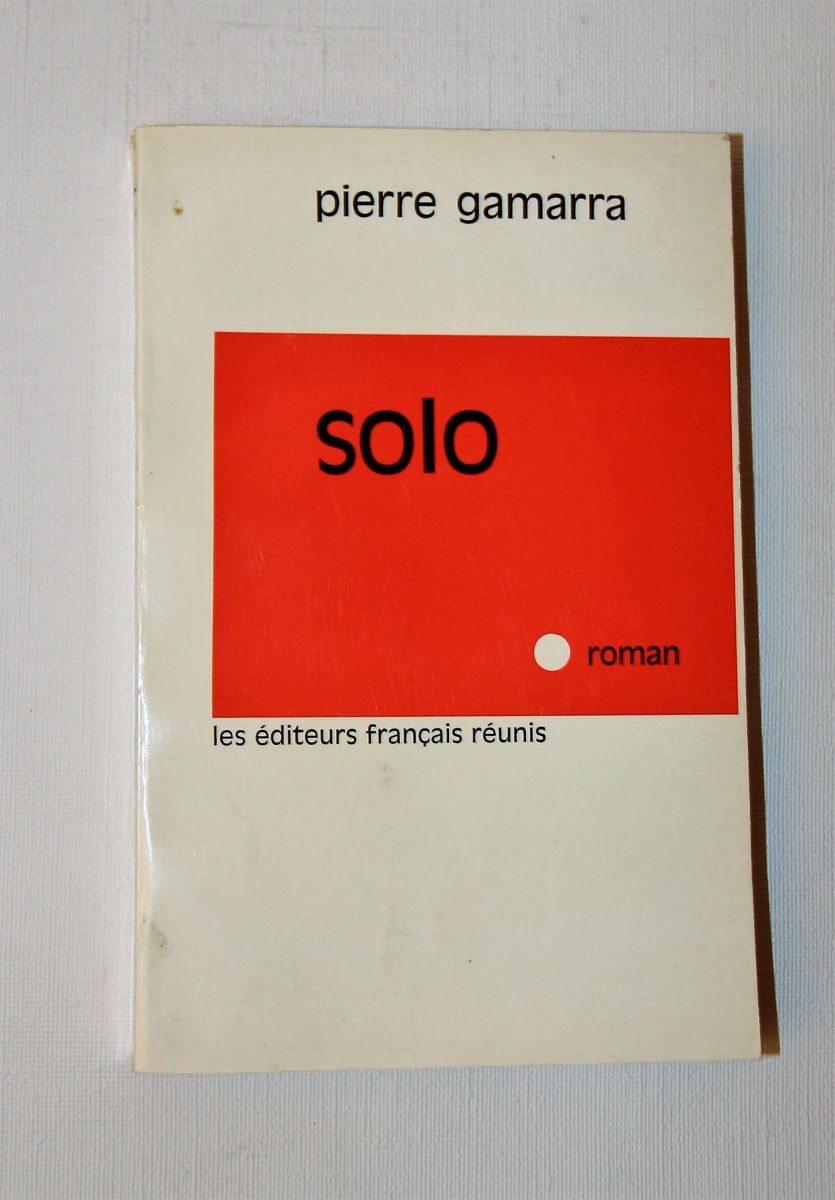 pierre gamarra
solo
roman
les éditeurs français réunis